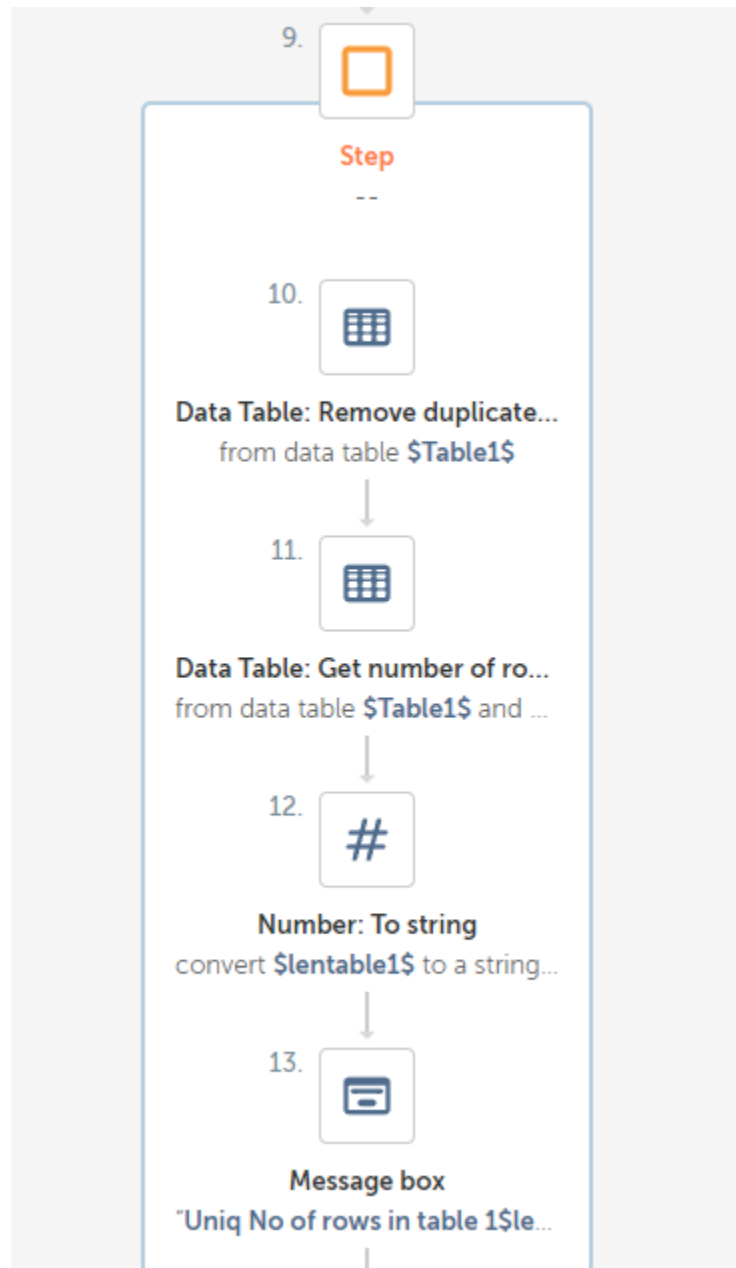 9.
Step
--
10.
Data Table: Remove duplicate...
from data table $Table1$
11.
Data Table: Get number of ro...
from data table $Table1$ and ...
12.
#
Number: To string
convert $lentable1$ to a string...
13.
Message box
"Uniq No of rows in table 1$le...